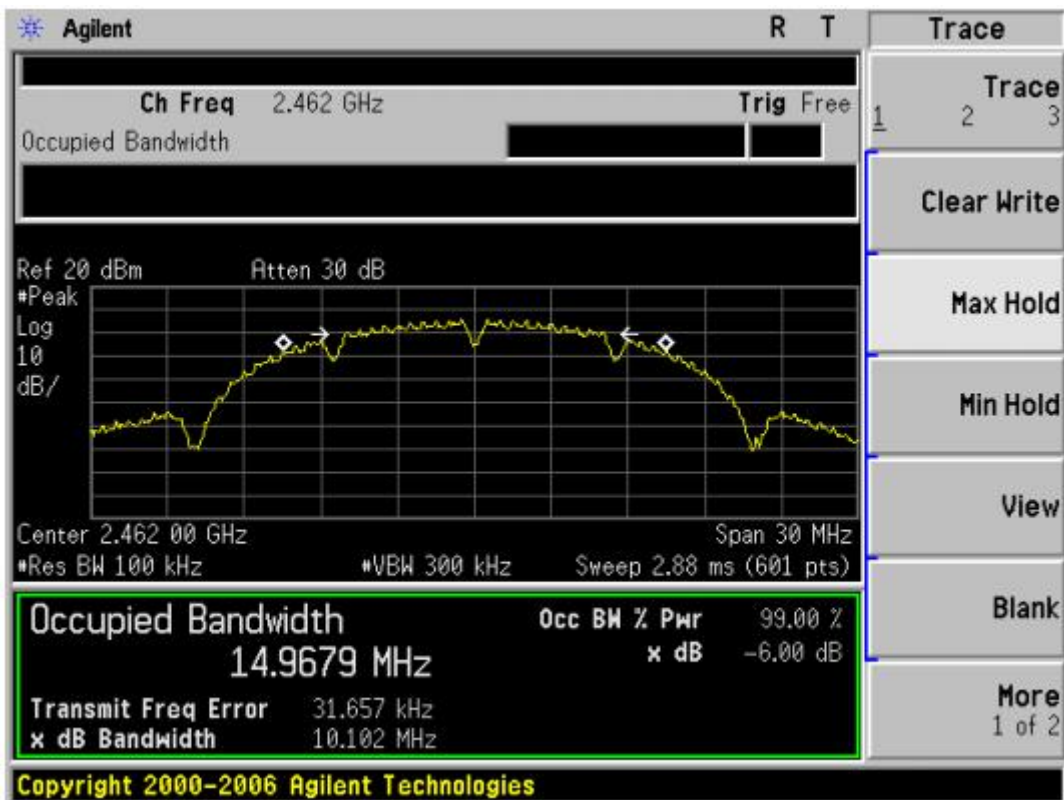 Agilent R T Trace
Ch Freq 2.462 GHz Trig Free
Occupied Bandwidth
Trace
1 2 3
Clear Write
Max Hold
Min Hold
View
Blank
More
1 of 2
Ref 20 dBm Atten 30 dB
#Peak
Log
10
dB/
Center 2.462 00 GHz Span 30 MHz
#Res BW 100 kHz #VBW 300 kHz Sweep 2.88 ms (601 pts)
Occupied Bandwidth
14.9679 MHz
Occ BW % Pwr 99.00 %
x dB -6.00 dB
Transmit Freq Error 31.657 kHz
x dB Bandwidth 10.102 MHz
Copyright 2000-2006 Agilent Technologies